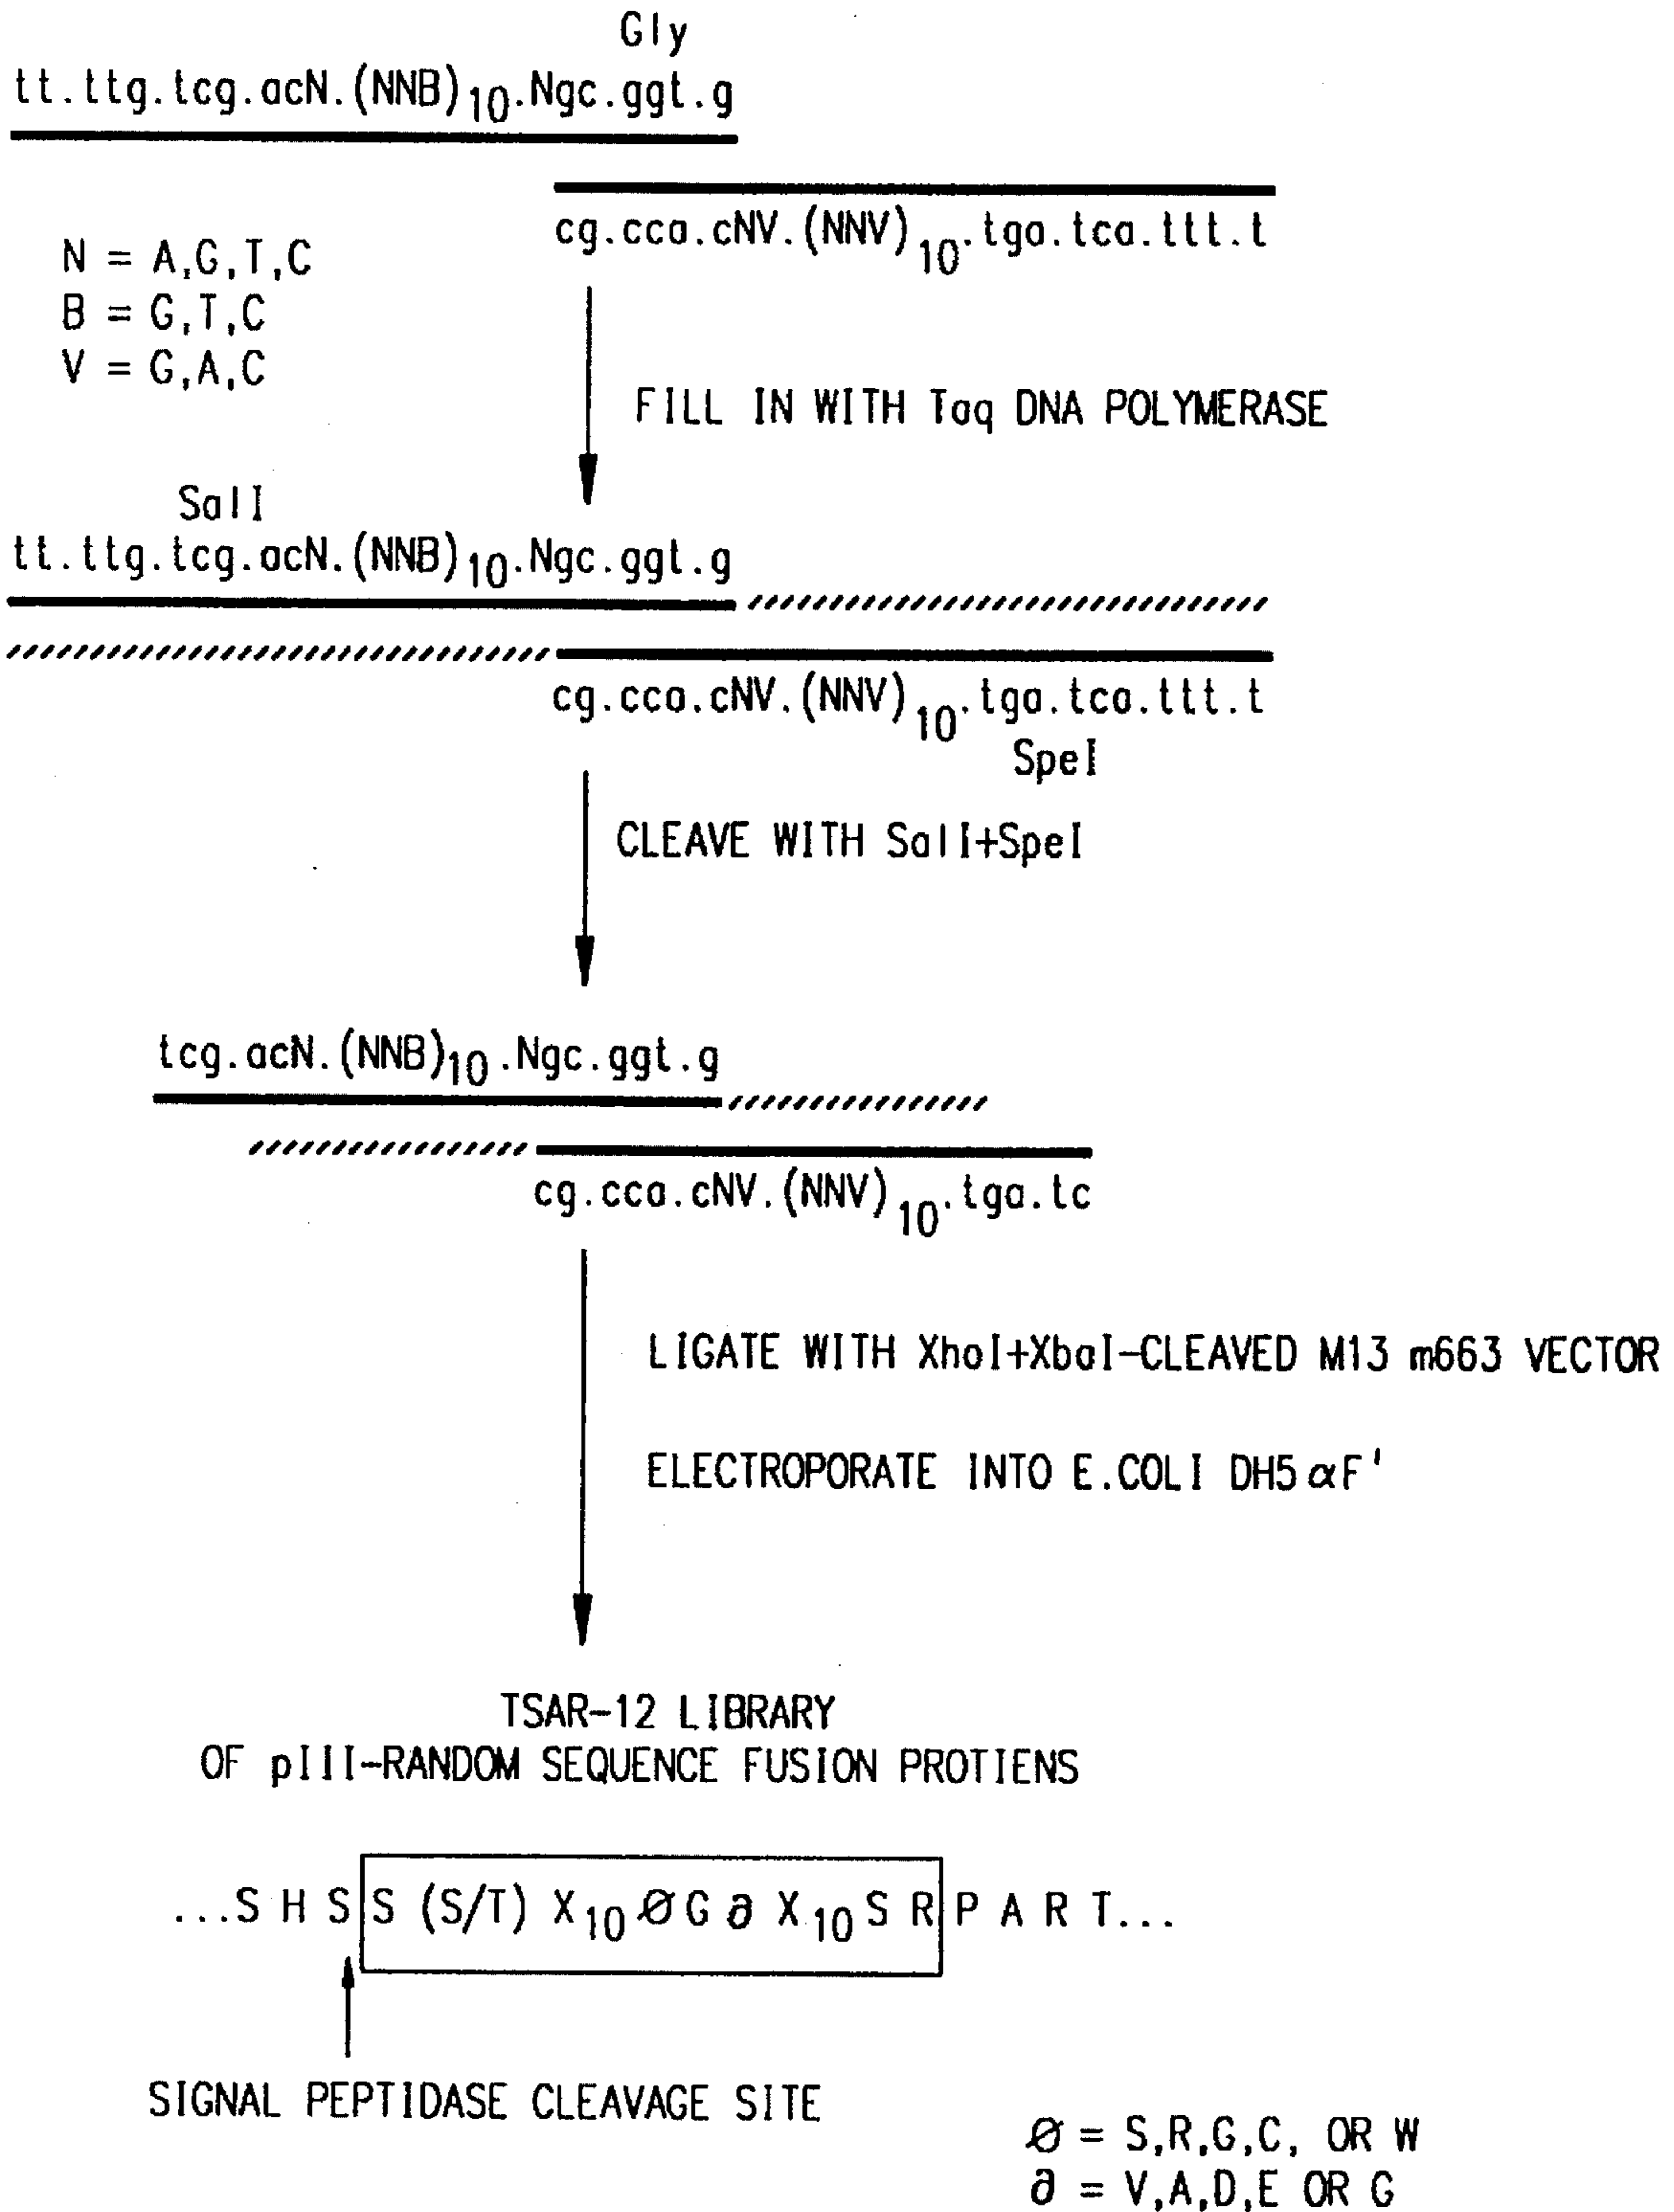 Gly
tt.ttg.tcg.acN.(NNB)10.Ngc.ggt.g
cg.cca.cNV.(NNV)10.tga.tca.ttt.t
N = A,G,T,C
B = G,T,C
V = G,A,C
FILL IN WITH Taq DNA POLYMERASE
SalI
tt.ttg.tcg.acN.(NNB)10.Ngc.ggt.g
cg.cca.cNV.(NNV)10.tga.tca.ttt.t
SpeI
CLEAVE WITH SalI+SpeI
tcg.acN.(NNB)10.Ngc.ggt.g
cg.cca.cNV.(NNV)10.tga.tc
LIGATE WITH XhoI+XbaI-CLEAVED M13 m663 VECTOR
ELECTROPORATE INTO E.COLI DH5αF'
TSAR-12 LIBRARY
OF pIII-RANDOM SEQUENCE FUSION PROTIENS
...S H S S (S/T) X10 Ø G ∂ X10 S R P A R T...
SIGNAL PEPTIDASE CLEAVAGE SITE
Ø = S,R,G,C, OR W
∂ = V,A,D,E OR G